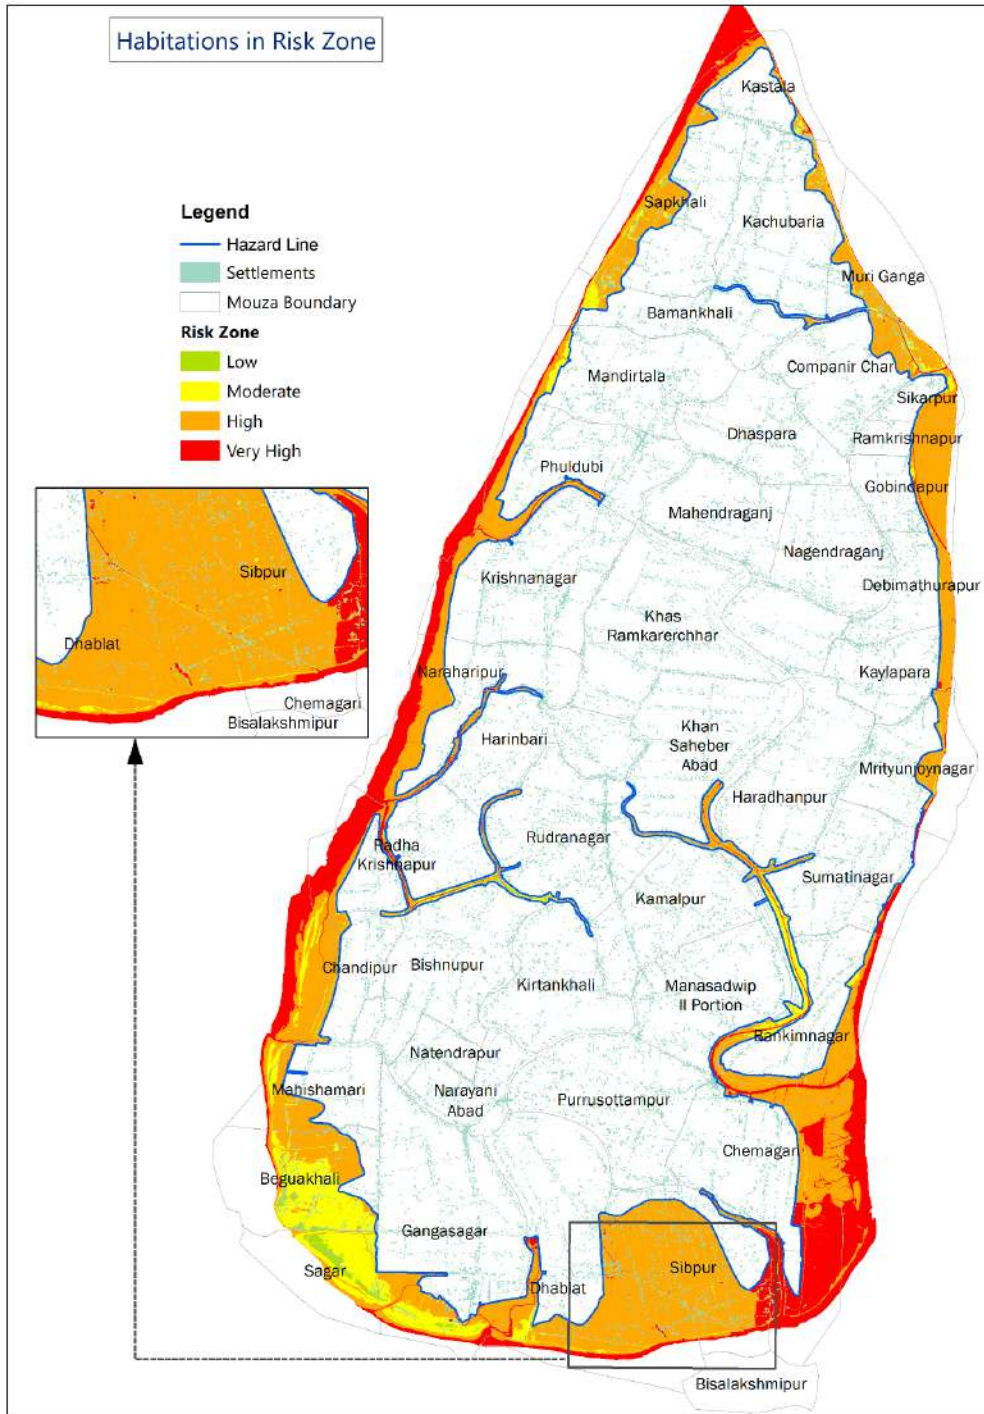 Habitations in Risk Zone
Legend
Hazard Line
Settlements
Mouza Boundary
Risk Zone
Low
Moderate
High
Very High
Sibpur
Dhablat
Chemagari
Bisalakshmipur
Kastala
Sapkhali
Kachubaria
Muri Ganga
Bamankhali
Companir Char
Mandirtala
Sikarpur
Dhaspara
Ramkrishnapur
Phuldubi
Gobindapur
Mahendraganj
Nagendraganj
Krishnanagar
Debimathurapur
Khas
Ramkarerchhar
Naraharipur
Kaylapara
Harinbari
Khan
Saheber
Abad
Mrityunjoynagar
Haradhanpur
Rudranagar
Radha
Krishnapur
Sumatinagar
Kamalpur
Chandipur
Bishnupur
Kirtankhali
Manasadwip
II Portion
Bankimnagar
Natendrapur
Mahishamari
Narayani
Abad
Purrusottampur
Chemagari
Beguakhali
Gangasagar
Sagar
Sibpur
Dhablat
Bisalakshmipur